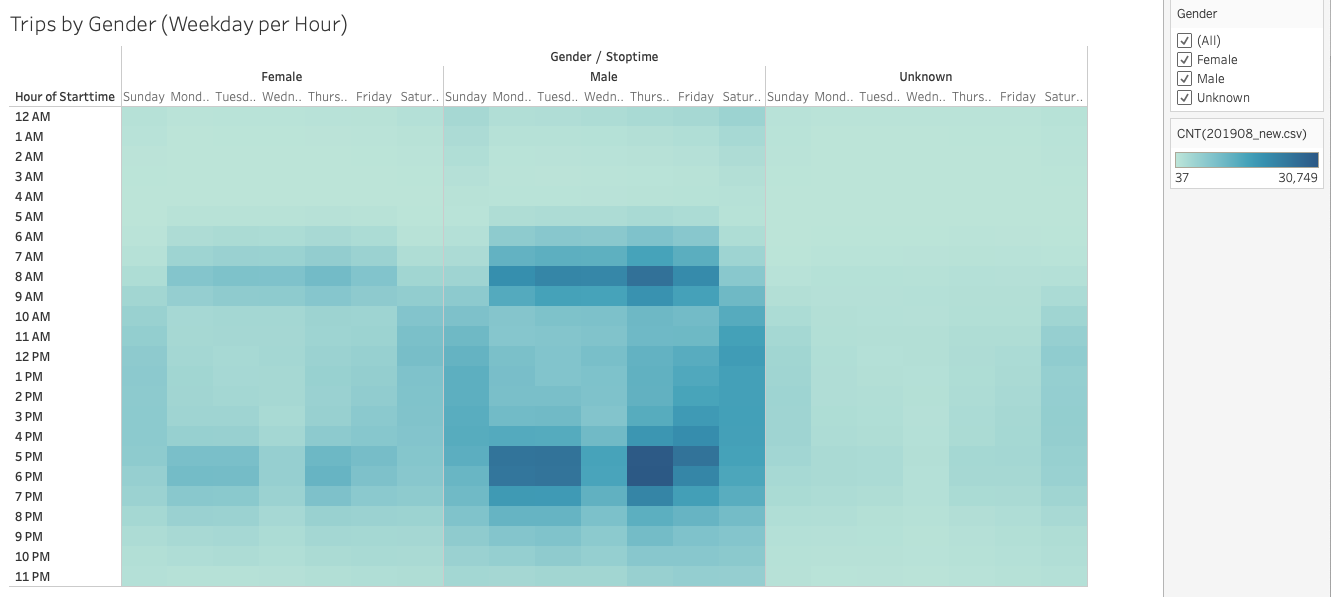 Trips by Gender (Weekday per Hour)
Gender / Stoptime
Female Male Unknown
Hour of Starttime Sunday Mond.. Tuesd.. Wedn.. Thurs.. Friday Satur.. Sunday Mond.. Tuesd.. Wedn.. Thurs.. Friday Satur.. Sunday Mond.. Tuesd.. Wedn.. Thurs.. Friday Satur..
12 AM
1 AM
2 AM
3 AM
4 AM
5 AM
6 AM
7 AM
8 AM
9 AM
10 AM
11 AM
12 PM
1 PM
2 PM
3 PM
4 PM
5 PM
6 PM
7 PM
8 PM
9 PM
10 PM
11 PM
Gender
(All)
Female
Male
Unknown
CNT(201908_new.csv)
37 30,749